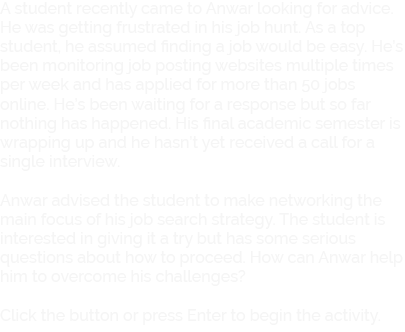 A student recently came to Anwar looking for advice.
He was getting frustrated in his job hunt. As a top
student, he assumed finding a job would be easy. He's
been monitoring job posting websites multiple times
per week and has applied for more than 50 jobs
online. He's been waiting for a response but so far
nothing has happened. His final academic semester is
wrapping up and he hasn't yet received a call for a
single interview.
Anwar advised the student to make networking the
main focus of his job search strategy. The student is
interested in giving it a try but has some serious
questions about how to proceed. How can Anwar help
him to overcome his challenges?
Click the button or press Enter to begin the activity